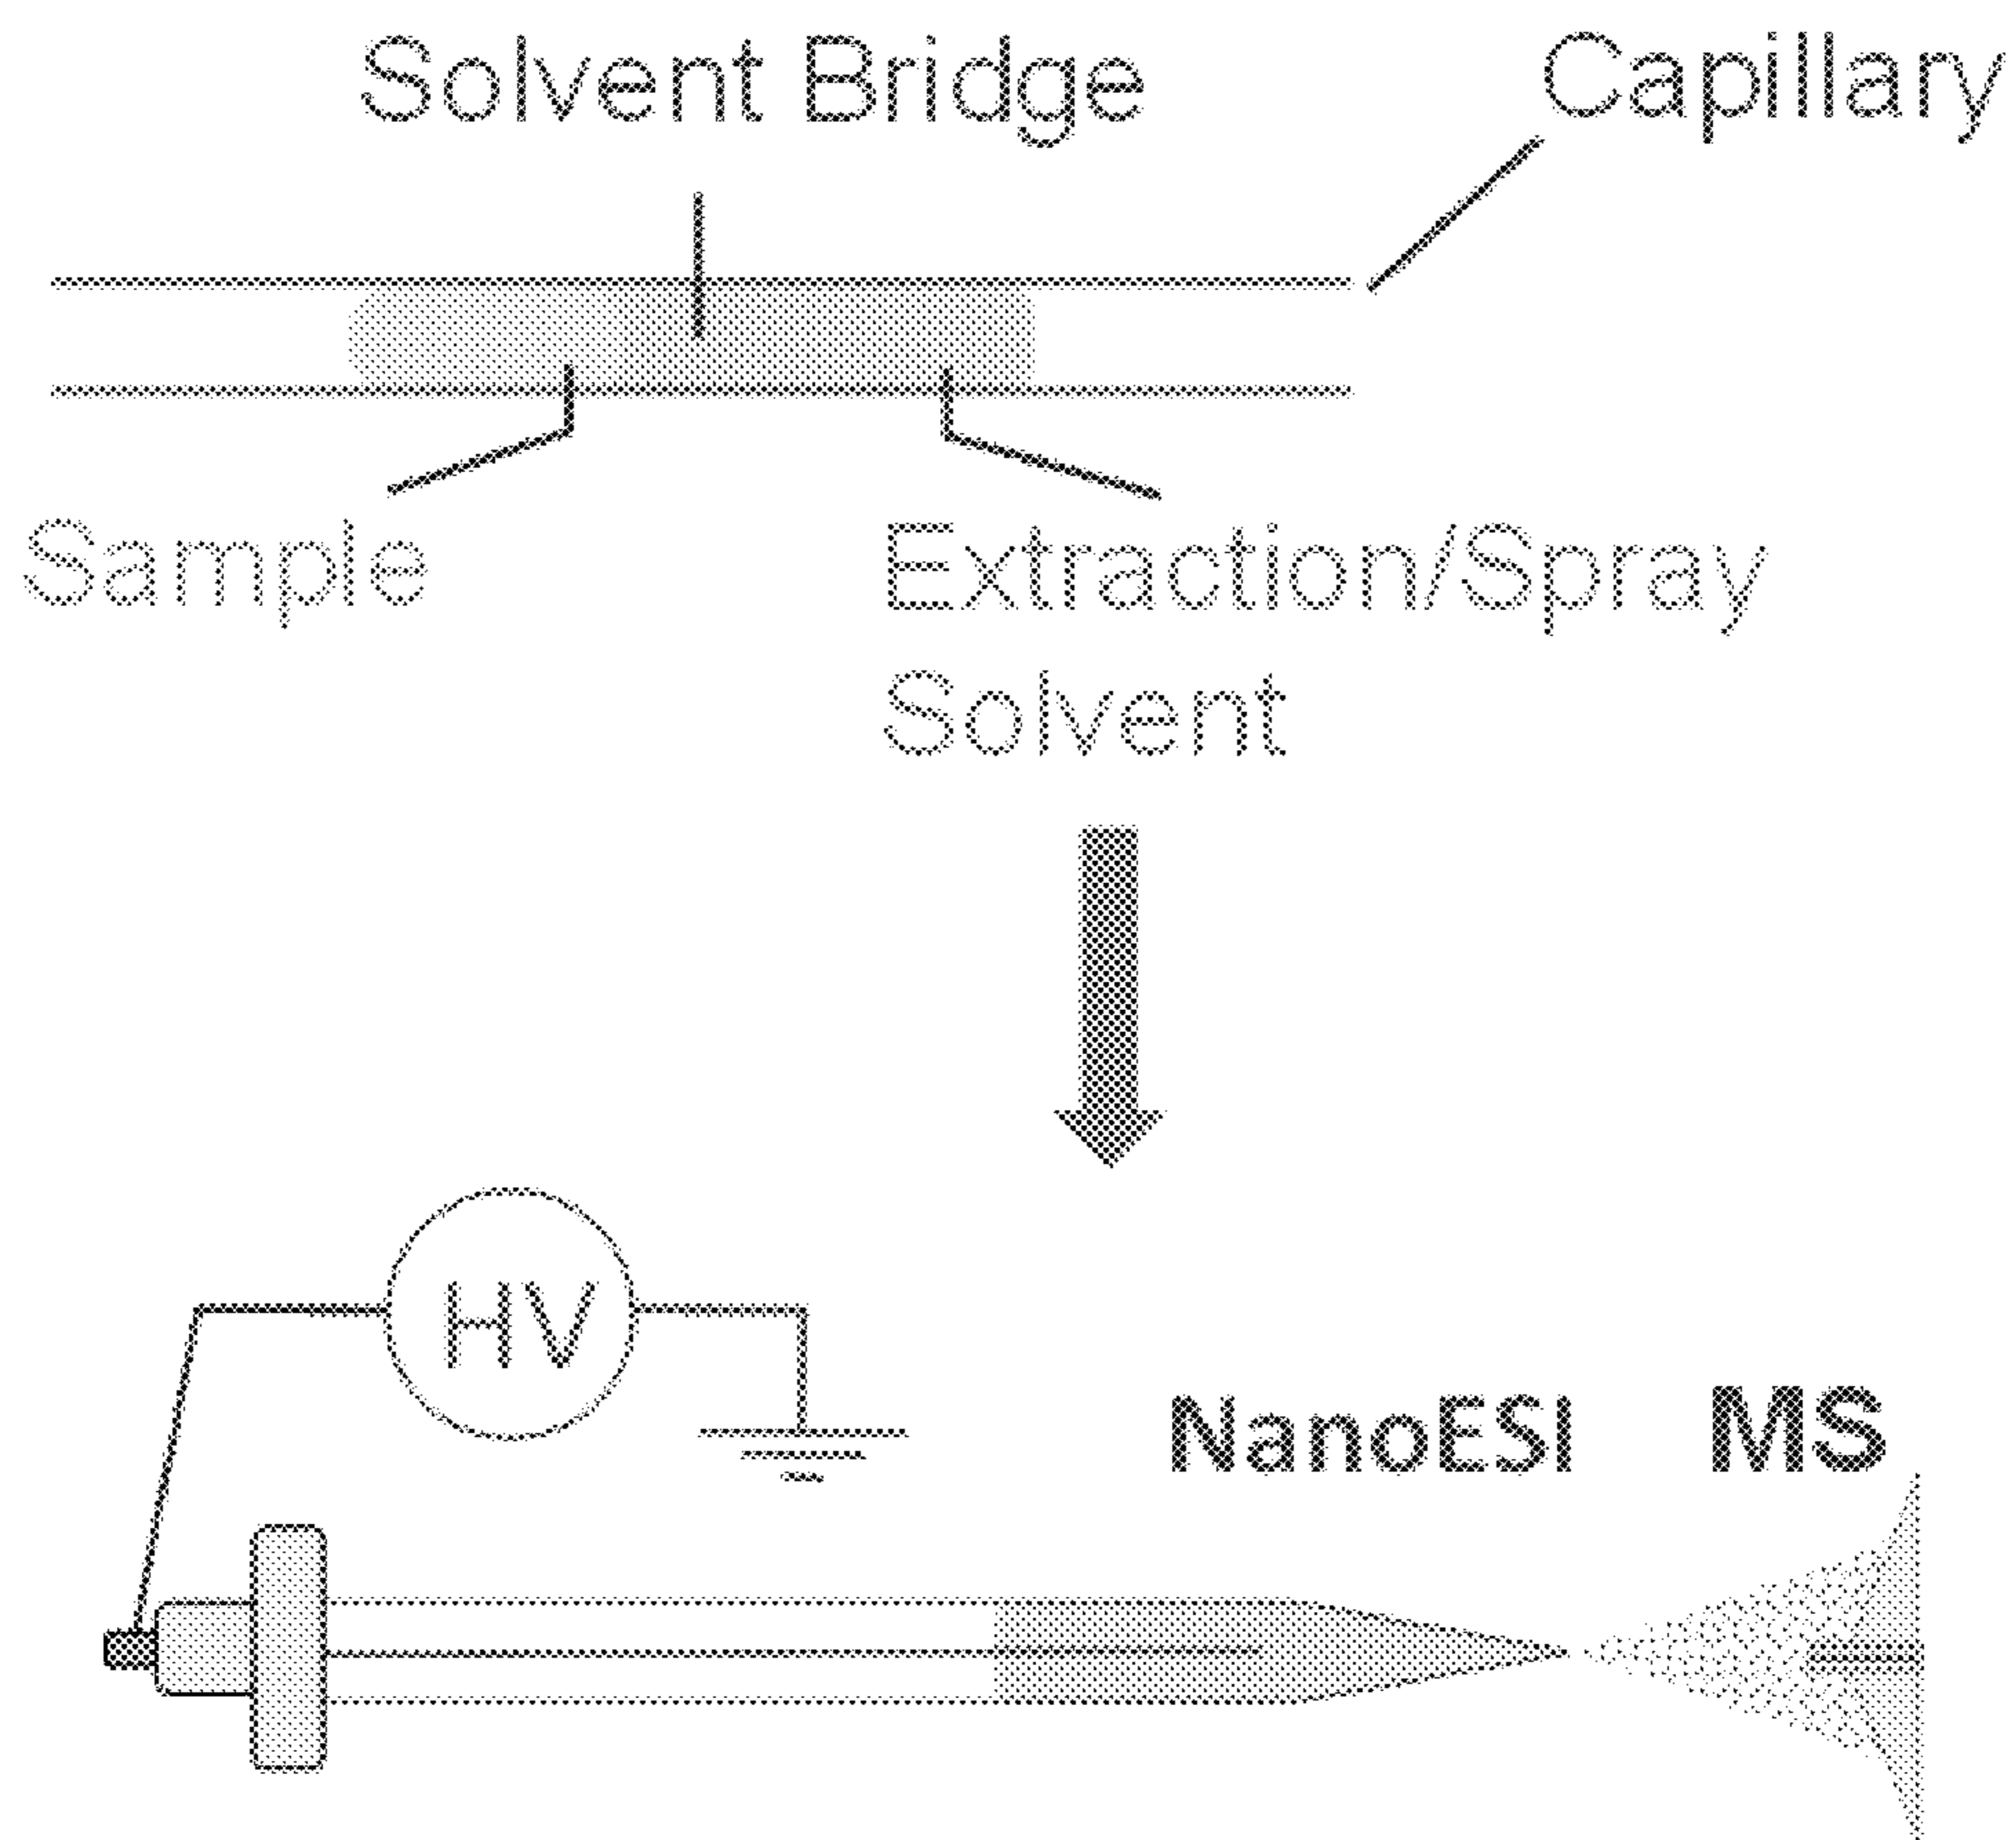 Solvent Bridge
Capillary
Sample
Extraction/Spray
Solvent
HV
NanoESI
MS